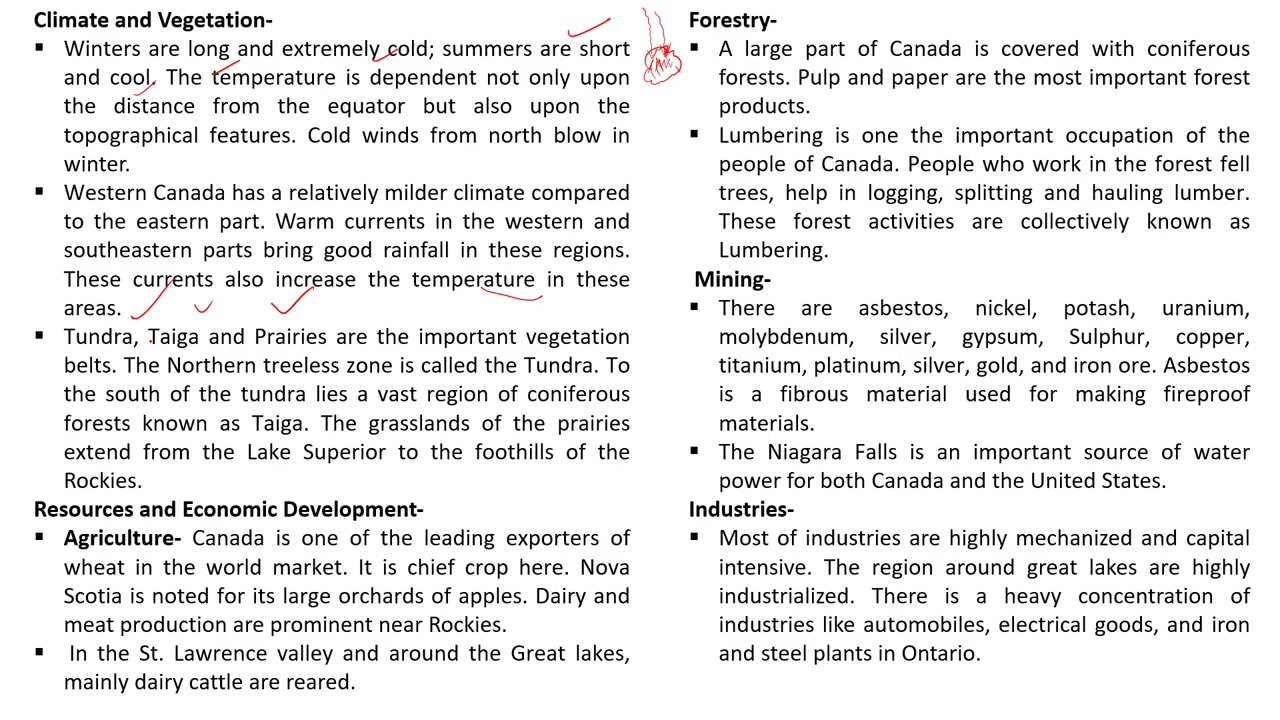 Climate and Vegetation-
▪ Winters are long and extremely cold; summers are short
and cool. The temperature is dependent not only upon
the distance from the equator but also upon the
topographical features. Cold winds from north blow in
winter.
▪ Western Canada has a relatively milder climate compared
to the eastern part. Warm currents in the western and
southeastern parts bring good rainfall in these regions.
These currents also increase the temperature in these
areas.
▪ Tundra, Taiga and Prairies are the important vegetation
belts. The Northern treeless zone is called the Tundra. To
the south of the tundra lies a vast region of coniferous
forests known as Taiga. The grasslands of the prairies
extend from the Lake Superior to the foothills of the
Rockies.
Resources and Economic Development-
▪ Agriculture- Canada is one of the leading exporters of
wheat in the world market. It is chief crop here. Nova
Scotia is noted for its large orchards of apples. Dairy and
meat production are prominent near Rockies.
▪ In the St. Lawrence valley and around the Great lakes,
mainly dairy cattle are reared.
Forestry-
▪ A large part of Canada is covered with coniferous
forests. Pulp and paper are the most important forest
products.
▪ Lumbering is one the important occupation of the
people of Canada. People who work in the forest fell
trees, help in logging, splitting and hauling lumber.
These forest activities are collectively known as
Lumbering.
Mining-
▪ There are asbestos, nickel, potash, uranium,
molybdenum, silver, gypsum, Sulphur, copper,
titanium, platinum, silver, gold, and iron ore. Asbestos
is a fibrous material used for making fireproof
materials.
▪ The Niagara Falls is an important source of water
power for both Canada and the United States.
Industries-
▪ Most of industries are highly mechanized and capital
intensive. The region around great lakes are highly
industrialized. There is a heavy concentration of
industries like automobiles, electrical goods, and iron
and steel plants in Ontario.